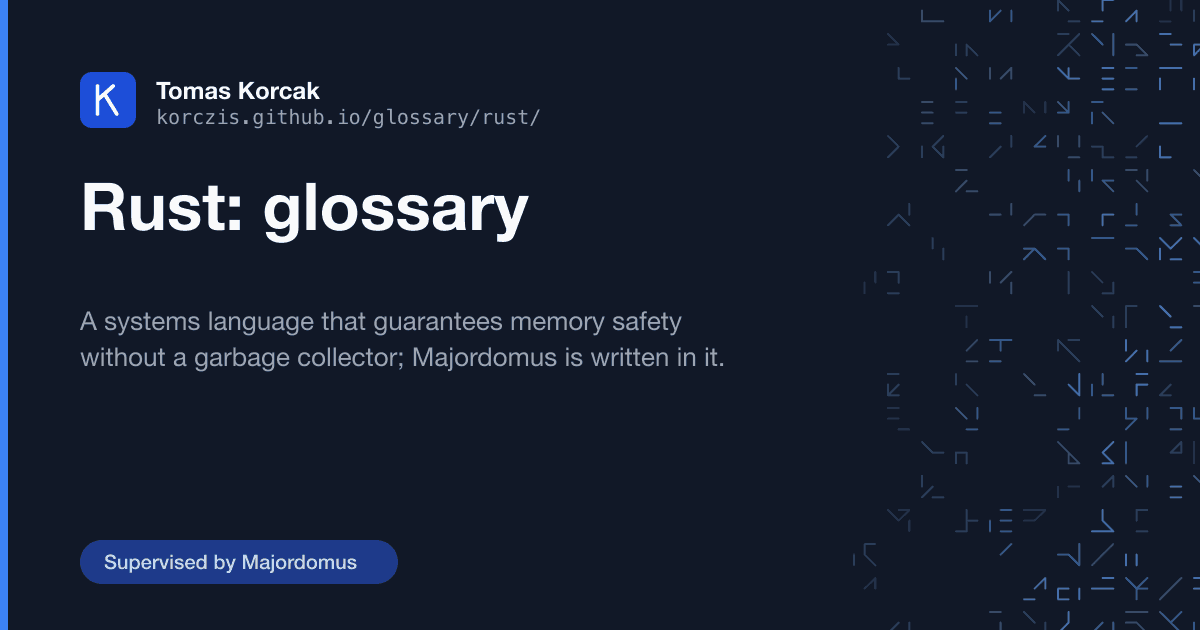 K
Tomas Korcak
korczis.github.io/glossary/rust/
Rust: glossary
A systems language that guarantees memory safety
without a garbage collector; Majordomus is written in it.
Supervised by Majordomus